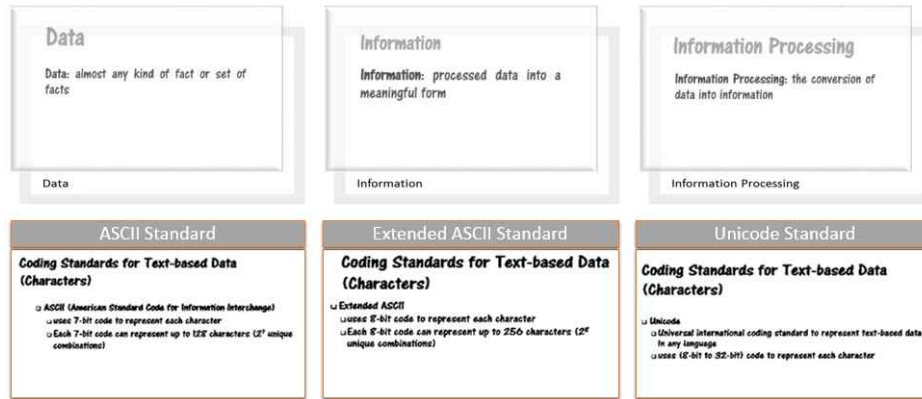 Data
Data: almost any kind of fact or set of
facts
Data
Information
Information: processed data into a
meaningful form
Information
Information Processing
Information Processing: the conversion of
data into information
Information Processing
ASCII Standard
Coding Standards for Text-based Data
(Characters)
ASCII (American Standard Code for Information Interchange)
uses 7-bit code to represent each character
Each 7-bit code can represent up to 128 characters (2⁷ unique
combinations)
Extended ASCII Standard
Coding Standards for Text-based Data
(Characters)
Extended ASCII
uses 8-bit code to represent each character
Each 8-bit code can represent up to 256 characters (2⁸
unique combinations)
Unicode Standard
Coding Standards for Text-based Data
(Characters)
Unicode
Universal international coding standard to represent text-based data
in any language
uses (8-bit to 32-bit) code to represent each character